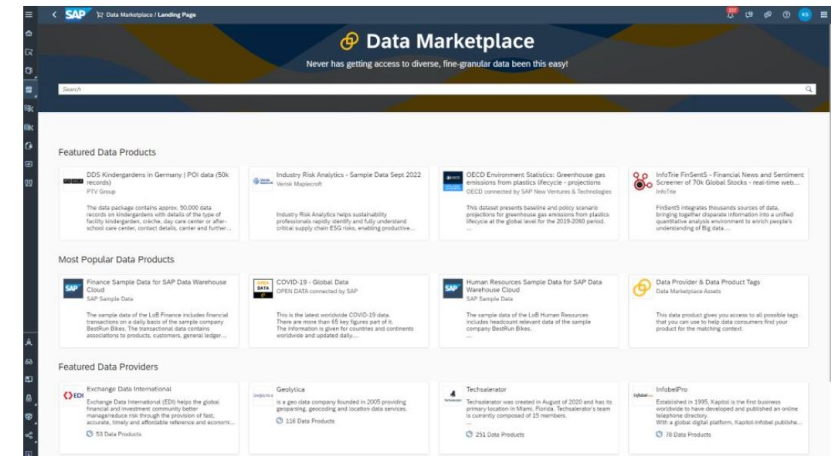 SAP Data Marketplace / Landing Page
Data Marketplace
Never has getting access to diverse, fine-granular data been this easy!
Search
Featured Data Products
DDS Kindergardens in Germany | POI data (50k
records)
PTV Group
The data package contains approx. 50,000 data
records on kindergardens with details of the type of
facility kindergarden, crèche, day care center or after-
school care center, contact details, carrier and further...
Industry Risk Analytics - Sample Data Sept 2022
Verisk Maplecroft
Industry Risk Analytics helps sustainability
professionals rapidly identify and fully understand
critical supply chain ESG risks, enabling productive...
OECD Environment Statistics: Greenhouse gas
emissions from plastics lifecycle - projections
OECD connected by SAP New Ventures & Technologies
This dataset presents baseline and policy scenario
projections for greenhouse gas emissions from plastics
lifecycle at the global level for the 2019-2060 period.
...
InfoTrie FinSentS - Financial News and Sentiment
Screener of 70k Global Stocks - real-time web...
InfoTrie
FinSentS integrates thousands sources of data,
bringing together disparate information into a unified
quantitative analysis environment to enrich people's
understanding of Big data....
Most Popular Data Products
SAP
Finance Sample Data for SAP Data Warehouse
Cloud
SAP Sample Data
The sample data of the LoB Finance includes financial
transactions on a daily basis of the sample company
BestRun Bikes. The transactional data contains
associations to products, customers, general ledger...
OPEN
DATA
COVID-19 - Global Data
OPEN DATA connected by SAP
This is the latest worldwide COVID-19 data.
There are more than 65 key figures part of it.
The information is given for countries and continents
worldwide and updated daily....
SAP
Human Resources Sample Data for SAP Data
Warehouse Cloud
SAP Sample Data
The sample data of the LoB Human Resources
includes headcount relevant data of the sample
company BestRun Bikes.
...
Data Provider & Data Product Tags
Data Marketplace Assets
This data product gives you access to all possible tags
that you can use to help data consumers find your
product for the matching context.
Featured Data Providers
EDI
Exchange Data International
Exchange Data International (EDI) helps the global
financial and investment community better
manage/reduce risk through the provision of fast,
accurate, timely and affordable reference and economi...
53 Data Products
Geolytica
Geolytica
is a geo data company founded in 2005 providing
geoparsing, geocoding and location data services.
116 Data Products
Techsalerator
Techsalerator
Techsalerator was created in August of 2020 and has its
primary location in Miami, Florida. Techsalerator's team
is currently composed of 15 members.
...
251 Data Products
InfobelPro
Established in 1995, Kapitol is the first business
worldwide to have developed and published an online
telephone directory.
With a global digital platform, Kapitol-Infobel publishe...
78 Data Products